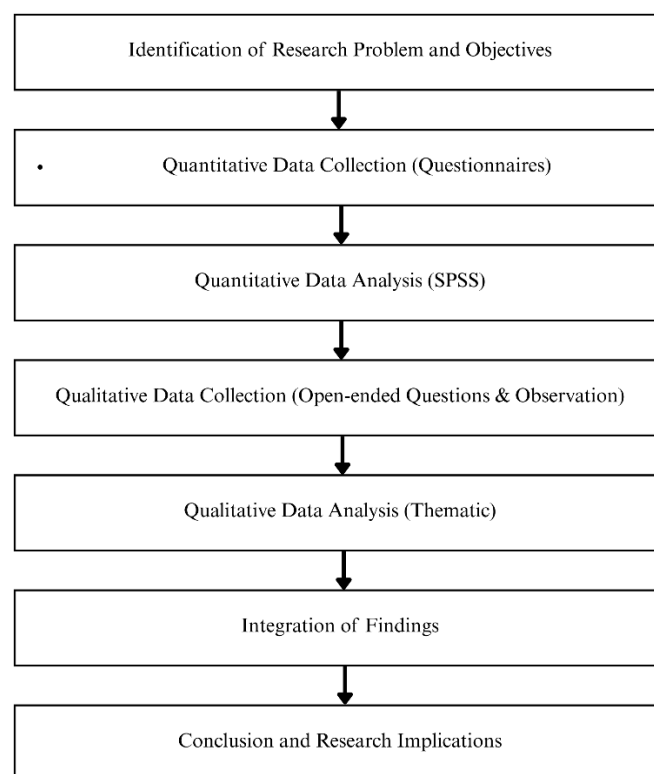 Identification of Research Problem and Objectives
• Quantitative Data Collection (Questionnaires)
Quantitative Data Analysis (SPSS)
Qualitative Data Collection (Open-ended Questions & Observation)
Qualitative Data Analysis (Thematic)
Integration of Findings
Conclusion and Research Implications